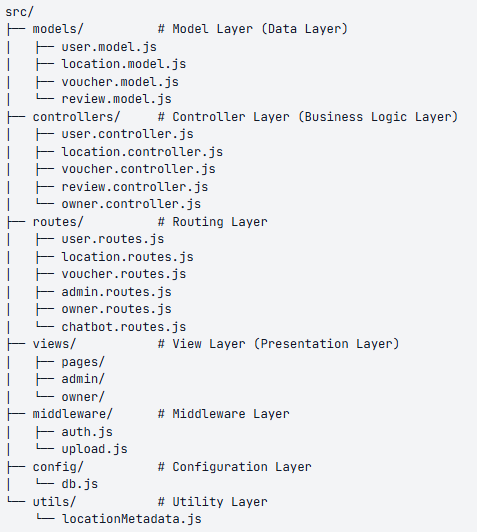 src/
├── models/          # Model Layer (Data Layer)
│   ├── user.model.js
│   ├── location.model.js
│   ├── voucher.model.js
│   └── review.model.js
├── controllers/     # Controller Layer (Business Logic Layer)
│   ├── user.controller.js
│   ├── location.controller.js
│   ├── voucher.controller.js
│   ├── review.controller.js
│   └── owner.controller.js
├── routes/          # Routing Layer
│   ├── user.routes.js
│   ├── location.routes.js
│   ├── voucher.routes.js
│   ├── admin.routes.js
│   ├── owner.routes.js
│   └── chatbot.routes.js
├── views/           # View Layer (Presentation Layer)
│   ├── pages/
│   ├── admin/
│   └── owner/
├── middleware/      # Middleware Layer
│   ├── auth.js
│   └── upload.js
├── config/          # Configuration Layer
│   └── db.js
└── utils/           # Utility Layer
    └── locationMetadata.js